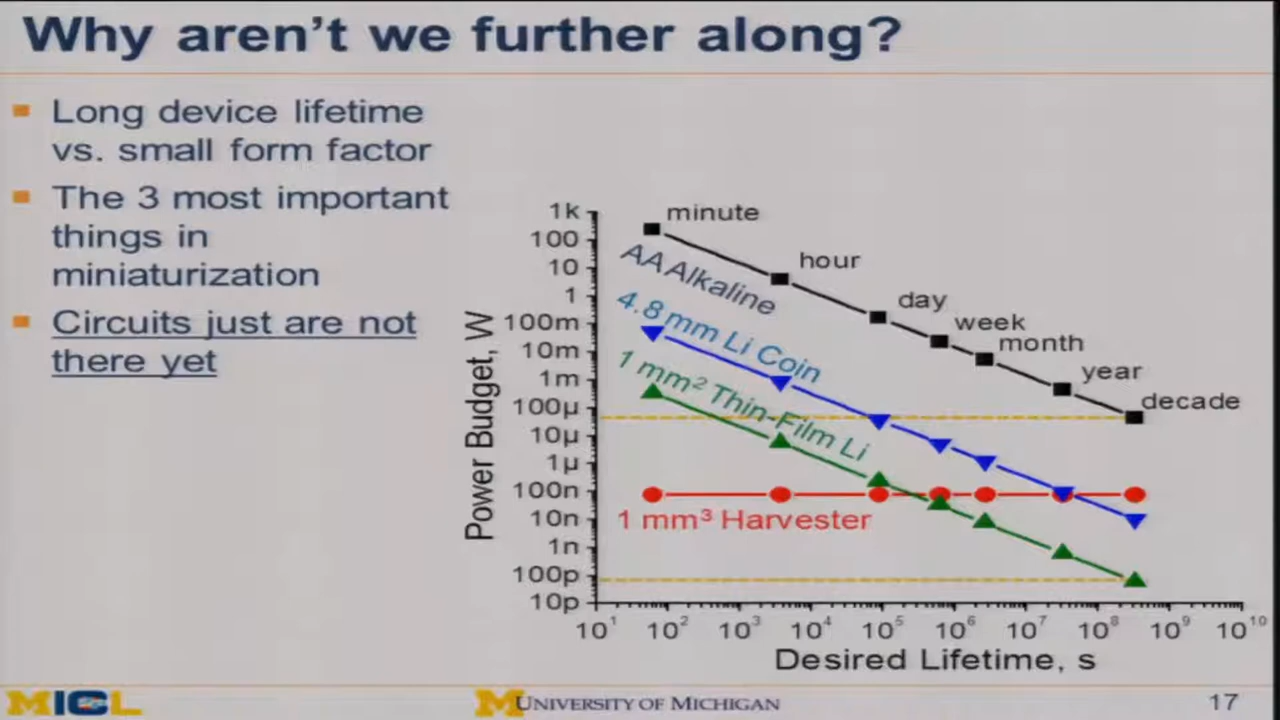 Why aren't we further along?
Long device lifetime
vs. small form factor
The 3 most important
things in
miniaturization
Circuits just are not
there yet
Power Budget, W
1k
100
10
1
100m
10m
1m
100µ
10µ
1µ
100n
10n
1n
100p
10p
minute
hour
day
week
month
year
decade
AA Alkaline
4.8 mm Li Coin
1 mm² Thin-Film Li
1 mm³ Harvester
10¹ 10² 10³ 10⁴ 10⁵ 10⁶ 10⁷ 10⁸ 10⁹ 10¹⁰
Desired Lifetime, s
MICL
M UNIVERSITY OF MICHIGAN
17